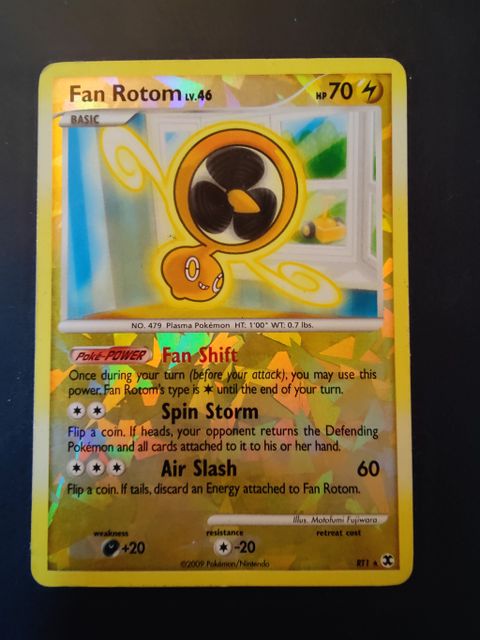 Fan Rotom LV.46 HP 70
BASIC
NO. 479 Plasma Pokémon HT: 1'00" WT: 0.7 lbs.
Poké-POWER Fan Shift
Once during your turn (before your attack), you may use this
power. Fan Rotom's type is until the end of your turn.
Spin Storm
Flip a coin. If heads, your opponent returns the Defending
Pokémon and all cards attached to it to his or her hand.
Air Slash 60
Flip a coin. If tails, discard an Energy attached to Fan Rotom.
Illus. Motofumi Fujiwara
weakness resistance retreat cost
+20 -20
©2009 Pokémon/Nintendo
RT1 ★